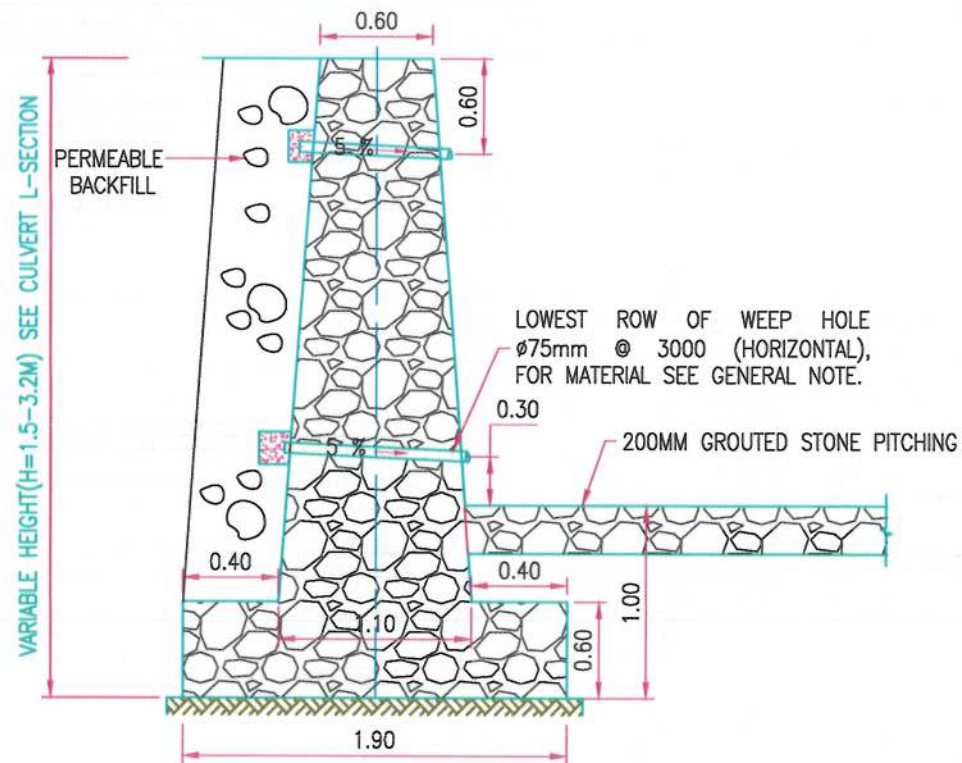 0.60
0.60
5 %
PERMEABLE
BACKFILL
VARIABLE HEIGHT(H=1.5-3.2M) SEE CULVERT L-SECTION
LOWEST ROW OF WEEP HOLE
ø75mm @ 3000 (HORIZONTAL),
FOR MATERIAL SEE GENERAL NOTE.
0.30
5 %
200MM GROUTED STONE PITCHING
0.40
0.40
1.00
1.10
0.60
1.90